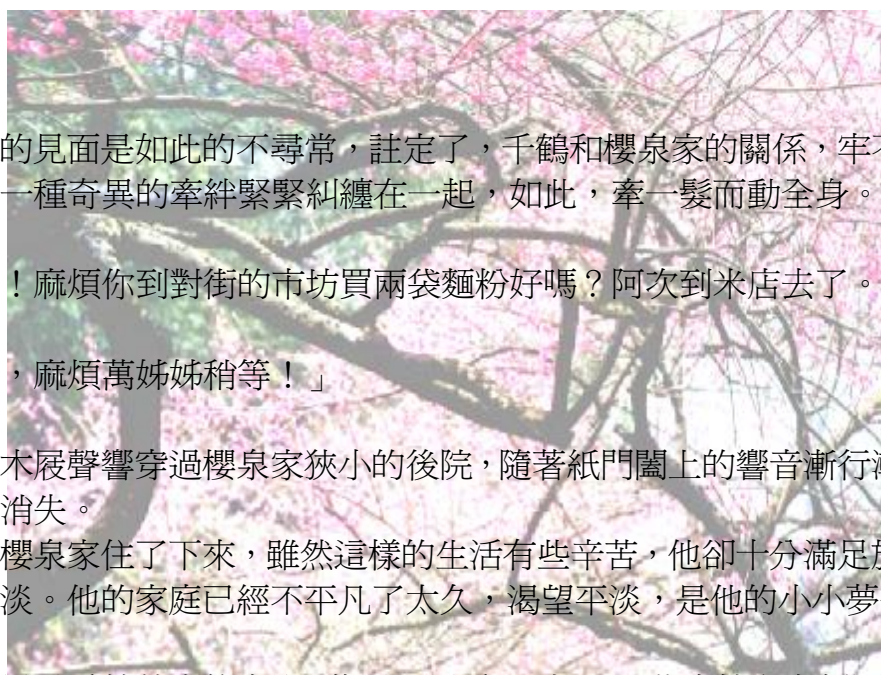 的見面是如此的不尋常，註定了，千鶴和櫻泉家的關係，牢不
一種奇異的牽絆緊緊糾纏在一起，如此，牽一髮而動全身。
！麻煩你到對街的市坊買兩袋麵粉好嗎？阿次到米店去了。
，麻煩萬姊姊稍等！」
木屐聲響穿過櫻泉家狹小的後院，隨著紙門闔上的響音漸行漸
消失。
櫻泉家住了下來，雖然這樣的生活有些辛苦，他卻十分滿足於
淡。他的家庭已經不平凡了太久，渴望平淡，是他的小小夢